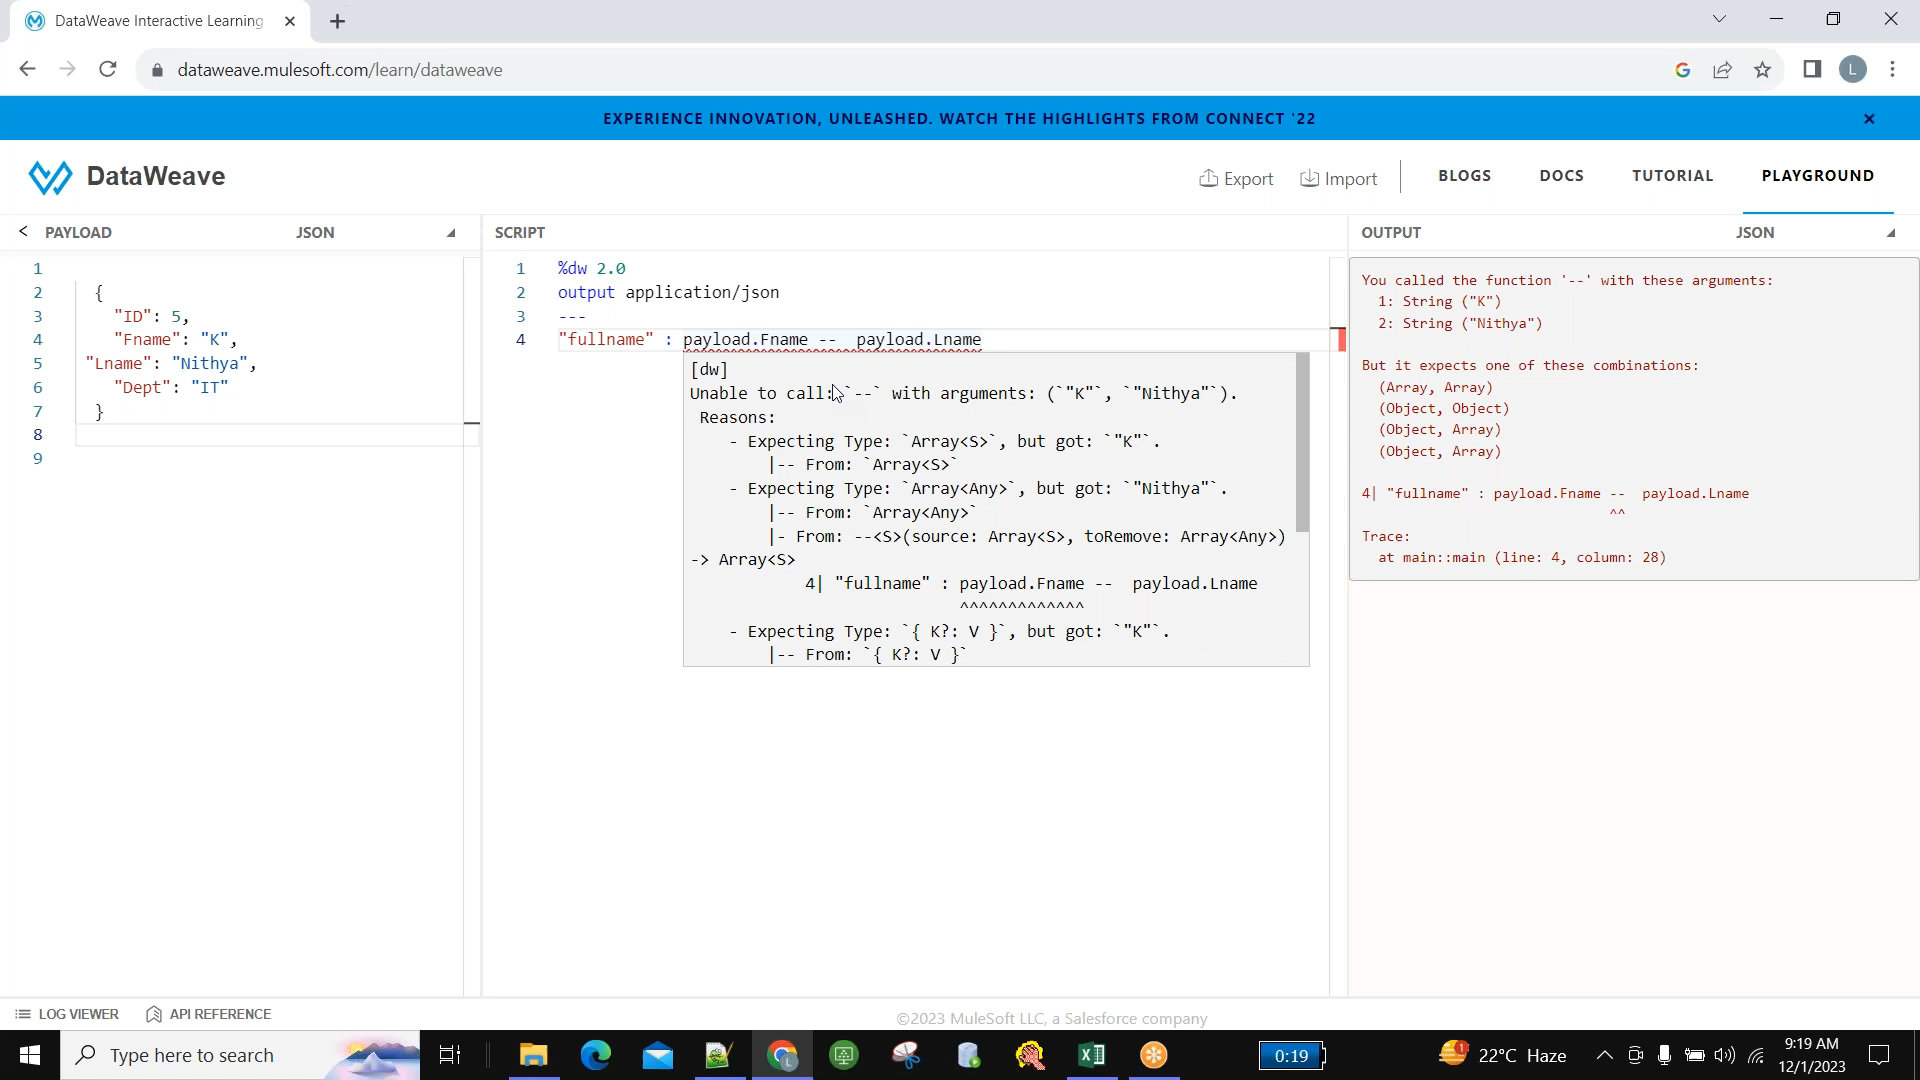 DataWeave Interactive Learning
dataweave.mulesoft.com/learn/dataweave
L
EXPERIENCE INNOVATION, UNLEASHED. WATCH THE HIGHLIGHTS FROM CONNECT '22
DataWeave
Export
Import
BLOGS
DOCS
TUTORIAL
PLAYGROUND
PAYLOAD
JSON
1
2 {
3 "ID": 5,
4 "Fname": "K",
5 "Lname": "Nithya",
6 "Dept": "IT"
7 }
8
9
SCRIPT
1 %dw 2.0
2 output application/json
3 ---
4 "fullname" : payload.Fname -- payload.Lname
[dw]
Unable to call: `--` with arguments: (`"K"`, `"Nithya"`).
Reasons:
- Expecting Type: `Array<S>`, but got: `"K"`.
|-- From: `Array<S>`
- Expecting Type: `Array<Any>`, but got: `"Nithya"`.
|-- From: `Array<Any>`
|- From: --<S>(source: Array<S>, toRemove: Array<Any>)
-> Array<S>
4| "fullname" : payload.Fname -- payload.Lname
^^^^^^^^^^^^^
- Expecting Type: `{ K?: V }`, but got: `"K"`.
|-- From: `{ K?: V }`
OUTPUT
JSON
You called the function '--' with these arguments:
1: String ("K")
2: String ("Nithya")
But it expects one of these combinations:
(Array, Array)
(Object, Object)
(Object, Array)
(Object, Array)
4| "fullname" : payload.Fname -- payload.Lname
^^
Trace:
at main::main (line: 4, column: 28)
LOG VIEWER
API REFERENCE
©2023 MuleSoft LLC, a Salesforce company
Type here to search
L
0:19
1
22°C Haze
9:19 AM
12/1/2023